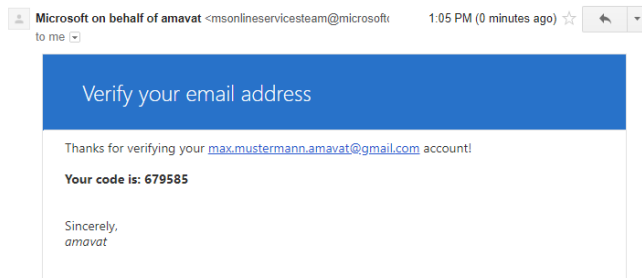 Microsoft on behalf of amavat <msonlineservicesteam@microsoft 1:05 PM (0 minutes ago)
to me
Verify your email address
Thanks for verifying your max.mustermann.amavat@gmail.com account!
Your code is: 679585
Sincerely,
amavat